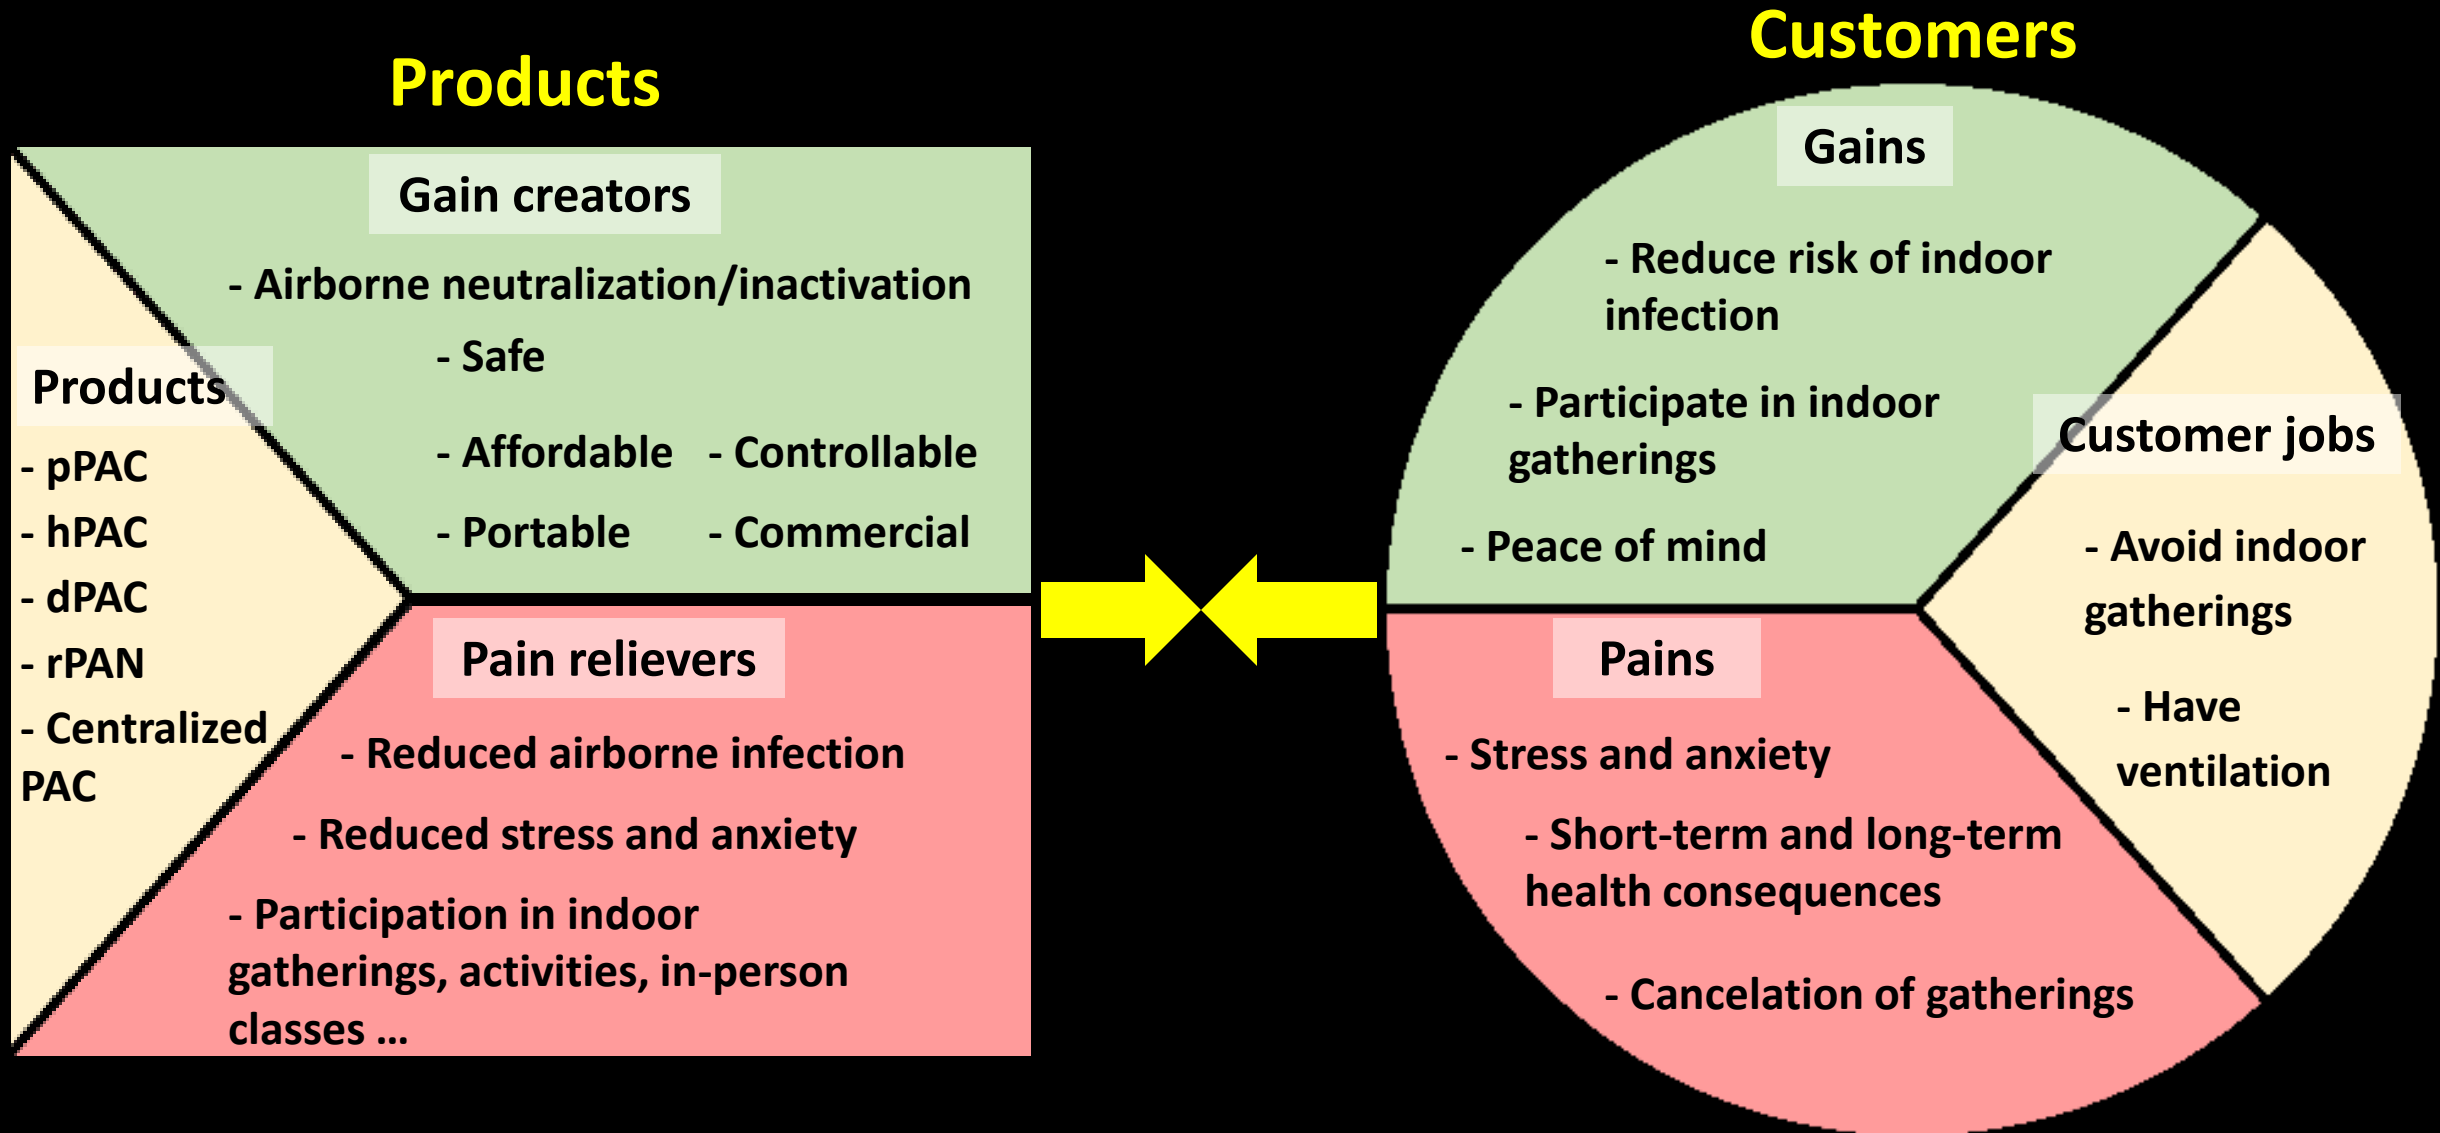 Products
Gain creators
- Airborne neutralization/inactivation
- Safe
- Affordable - Controllable
- Portable - Commercial
Products
- pPAC
- hPAC
- dPAC
- rPAN
- Centralized
PAC
Pain relievers
- Reduced airborne infection
- Reduced stress and anxiety
- Participation in indoor
gatherings, activities, in-person
classes ...
Customers
Gains
- Reduce risk of indoor
infection
- Participate in indoor
gatherings
- Peace of mind
Customer jobs
- Avoid indoor
gatherings
- Have
ventilation
Pains
- Stress and anxiety
- Short-term and long-term
health consequences
- Cancelation of gatherings